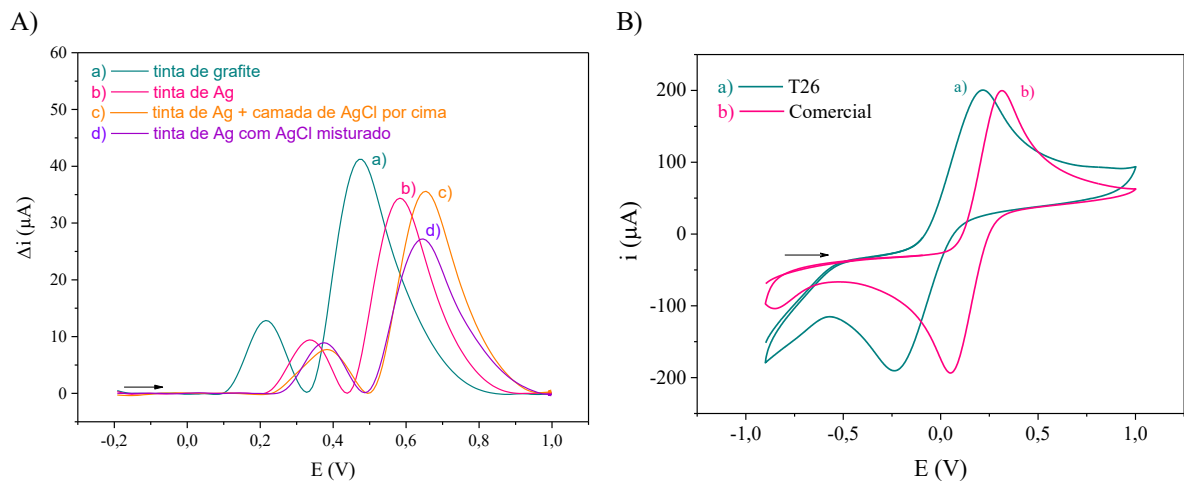 A)
60
50
40
30
20
10
0
Δi (μA)
a) tinta de grafite
b) tinta de Ag
c) tinta de Ag + camada de AgCl por cima
d) tinta de Ag com AgCl misturado
a)
b)
c)
d)
-0,2 0,0 0,2 0,4 0,6 0,8 1,0
E (V)
B)
200
100
0
-100
-200
i (μA)
a) T26
b) Comercial
a)
b)
-1,0 -0,5 0,0 0,5 1,0
E (V)